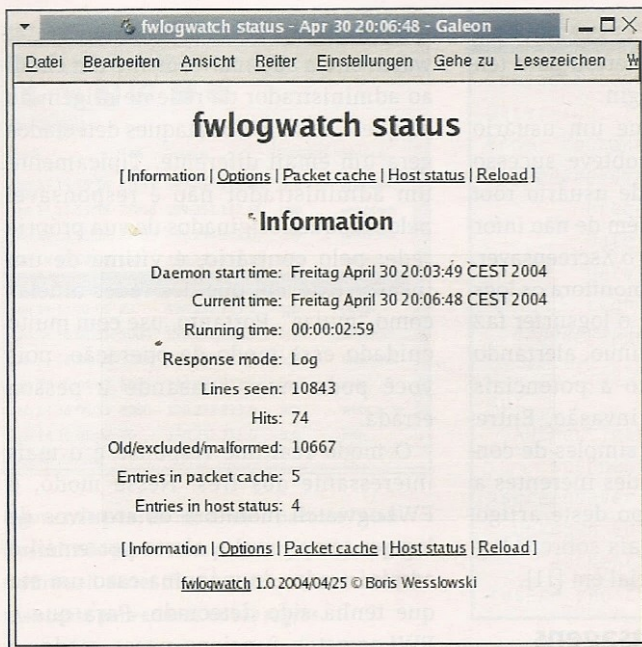 fwlogwatch status - Apr 30 20:06:48 - Galeon
Datei Bearbeiten Ansicht Reiter Einstellungen Gehe zu Lesezeichen W
fwlogwatch status
[ Information | Options | Packet cache | Host status | Reload ]
Information
Daemon start time: Freitag April 30 20:03:49 CEST 2004
Current time: Freitag April 30 20:06:48 CEST 2004
Running time: 00:00:02:59
Response mode: Log
Lines seen: 10843
Hits: 74
Old/excluded/malformed: 10667
Entries in packet cache: 5
Entries in host status: 4
[ Information | Options | Packet cache | Host status | Reload ]
fwlogwatch 1.0 2004/04/25 © Boris Wesslowski